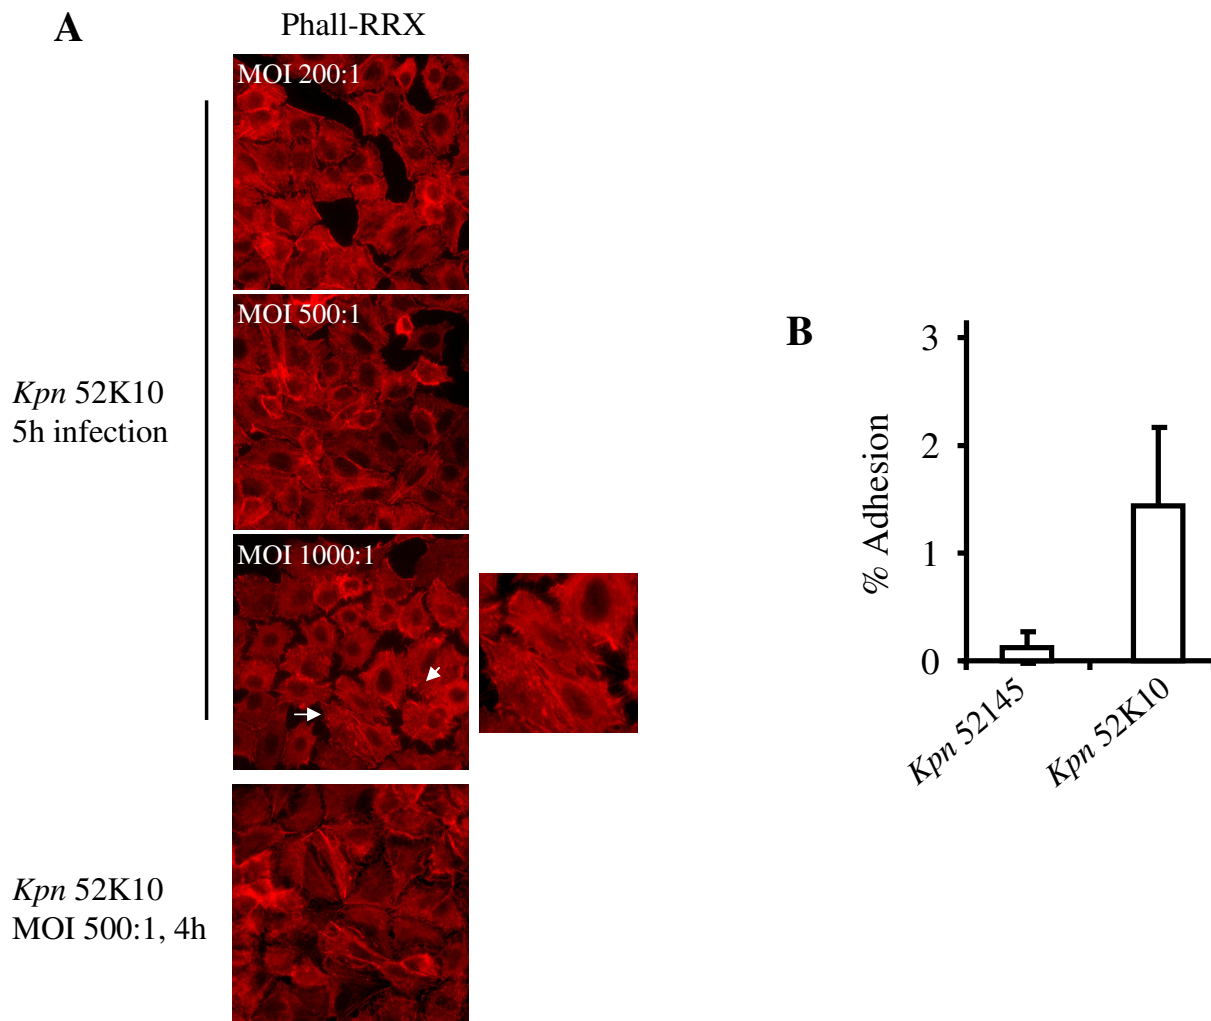 A
Phall-RRX
MOI 200:1
MOI 500:1
Kpn 52K10
5h infection
MOI 1000:1
Kpn 52K10
MOI 500:1, 4h
B
3
2
1
0
% Adhesion
Kpn 52145
Kpn 52K10